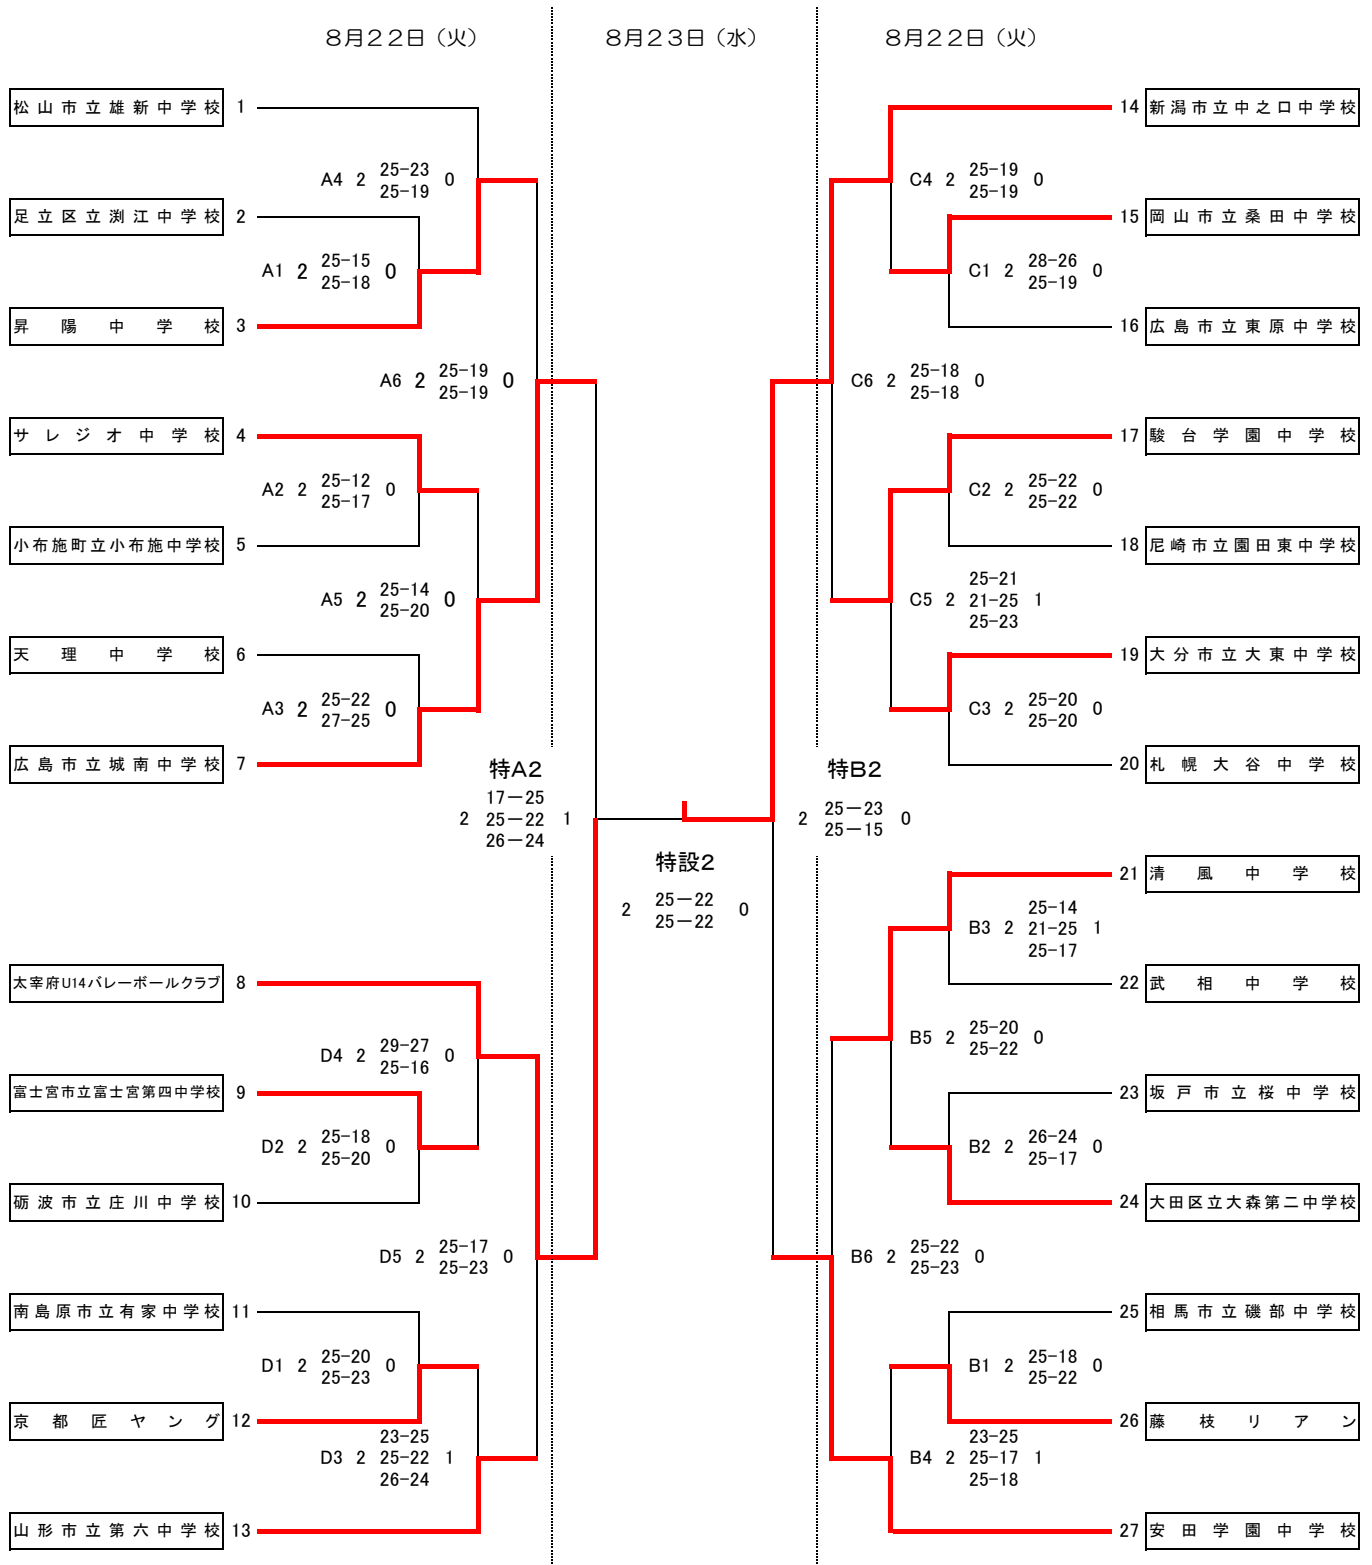 8月22日（火）
8月23日（水）
8月22日（火）
松山市立雄新中学校 1
A4 2 25-23 0
25-19
足立区立渕江中学校 2
A1 2 25-15 0
25-18
昇陽中学校 3
A6 2 25-19 0
25-19
サレジオ中学校 4
A2 2 25-12 0
25-17
小布施町立小布施中学校 5
A5 2 25-14 0
25-20
天理中学校 6
A3 2 25-22 0
27-25
広島市立城南中学校 7
特A2
17－25
2 25－22 1
26－24
太宰府U14バレーボールクラブ 8
D4 2 29-27 0
25-16
富士宮市立富士宮第四中学校 9
D2 2 25-18 0
25-20
砺波市立庄川中学校 10
D5 2 25-17 0
25-23
南島原市立有家中学校 11
D1 2 25-20 0
25-23
京都匠ヤング 12
23-25
D3 2 25-22 1
26-24
山形市立第六中学校 13
特設2
2 25－22 0
25－22
14 新潟市立中之口中学校
C4 2 25-19 0
25-19
15 岡山市立桑田中学校
C1 2 28-26 0
25-19
16 広島市立東原中学校
C6 2 25-18 0
25-18
17 駿台学園中学校
C2 2 25-22 0
25-22
18 尼崎市立園田東中学校
25-21
C5 2 21-25 1
25-23
19 大分市立大東中学校
C3 2 25-20 0
25-20
20 札幌大谷中学校
特B2
2 25－23 0
25－15
21 清風中学校
25-14
B3 2 21-25 1
25-17
22 武相中学校
B5 2 25-20 0
25-22
23 坂戸市立桜中学校
B2 2 26-24 0
25-17
24 大田区立大森第二中学校
B6 2 25-22 0
25-23
25 相馬市立磯部中学校
B1 2 25-18 0
25-22
26 藤枝リアン
23-25
B4 2 25-17 1
25-18
27 安田学園中学校